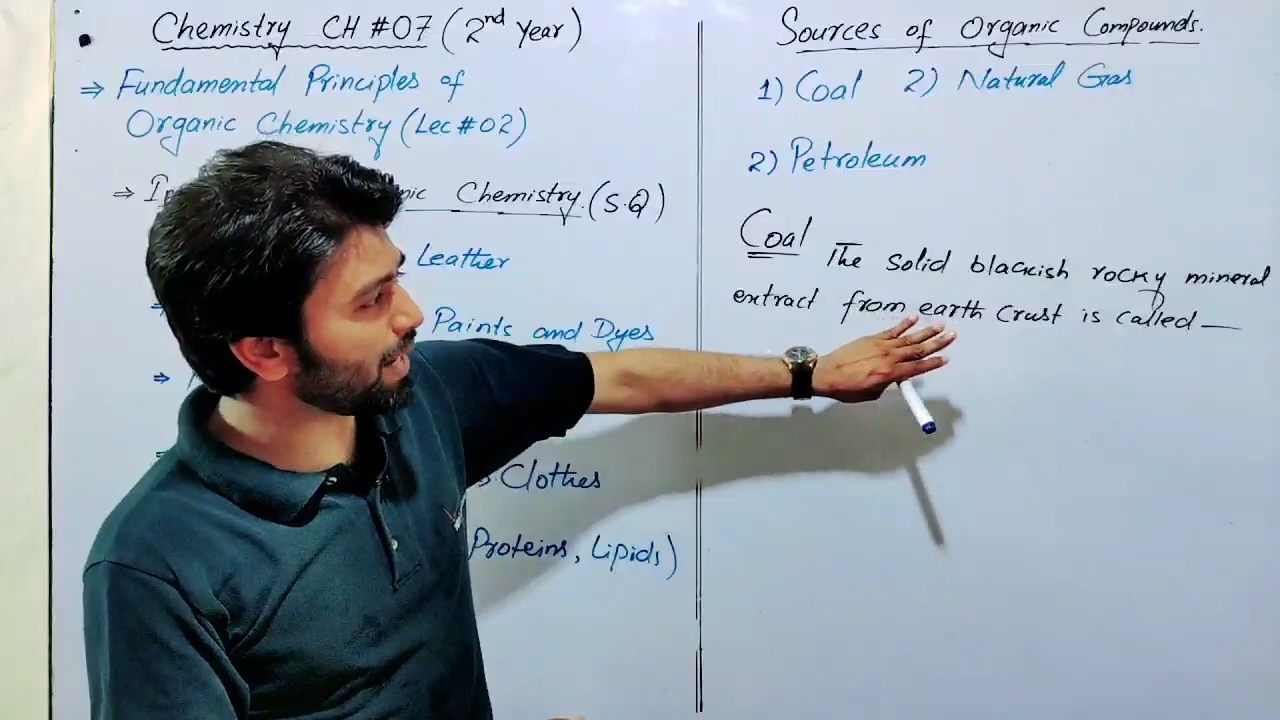 Chemistry CH #07 (2nd Year)
⇒ Fundamental Principles of
Organic Chemistry (Lec #02)
⇒ Chemistry. (S.Q)
Leather
Paints and Dyes
Clothes
Proteins, Lipids)
Sources of Organic Compounds.
1) Coal 2) Natural Gas
2) Petroleum
Coal The solid blackish rocky mineral
extract from earth crust is called —